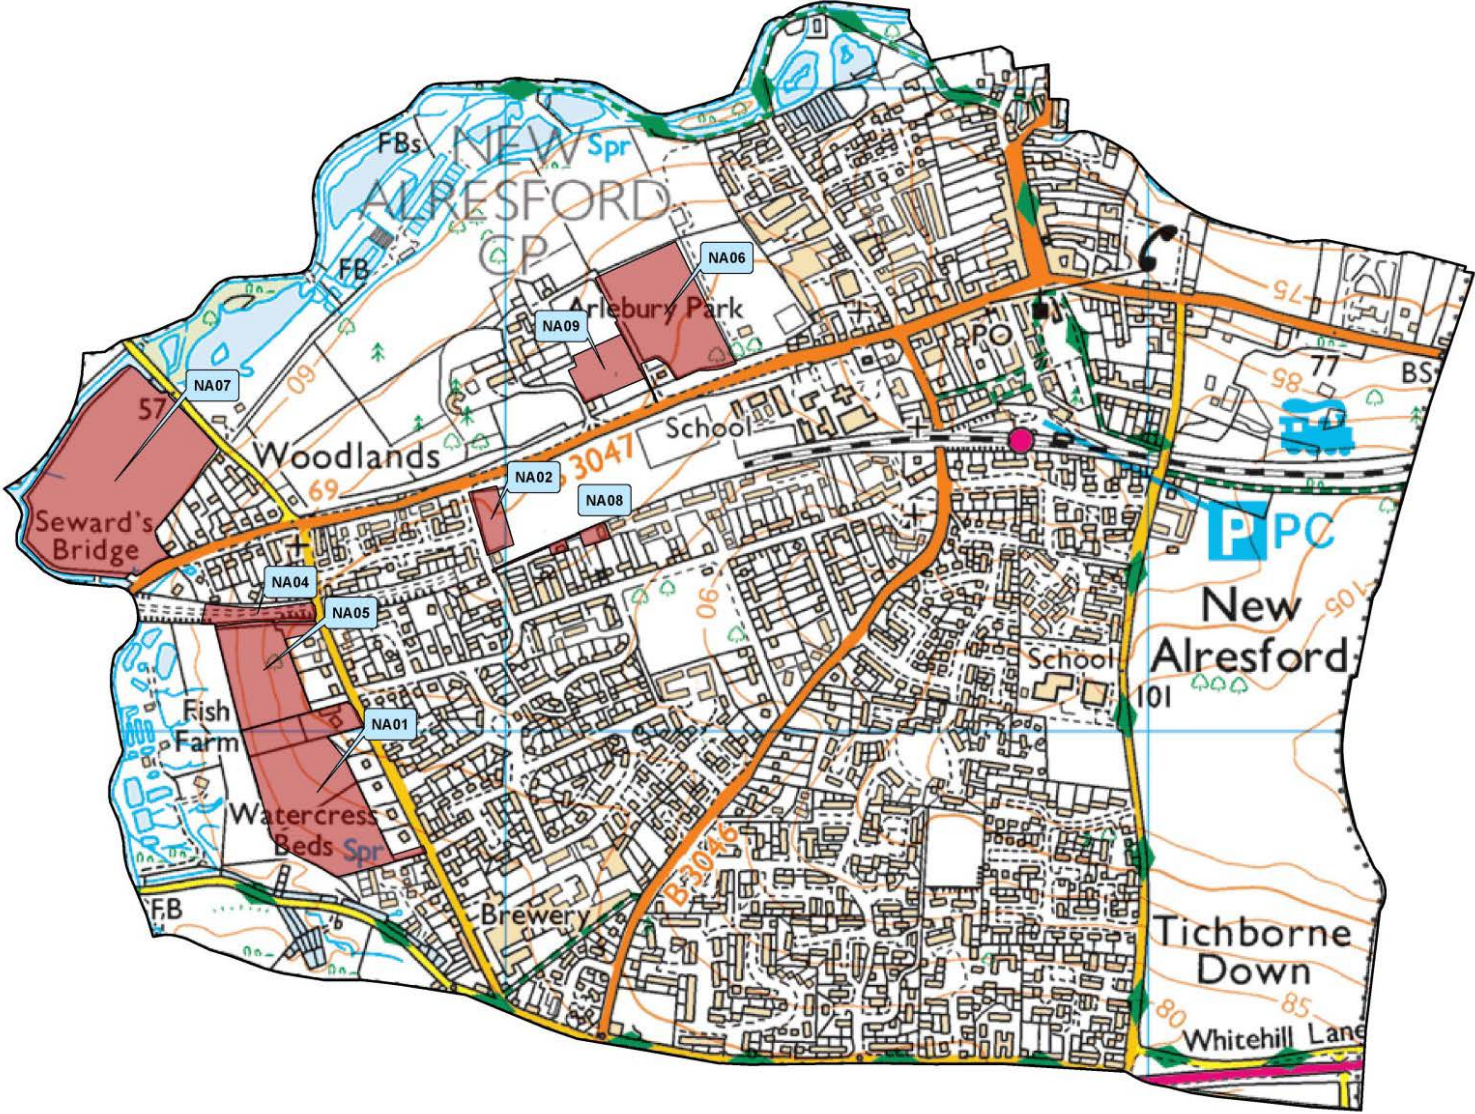 FBs
NEW
ALRESFORD
CP
Spr
FB
NA06
Arlebury Park
NA09
60
PO
75
77
85
BS
NA07
57
Woodlands
69
School
3047
NA02
NA08
Seward's
Bridge
P
PC
NA04
NA05
90
New
Alresford
105
School
101
Fish
Farm
NA01
Watercress
Beds
Spr
B 3046
FB
Brewery
Tichborne
Down
80
85
Whitehill Lane